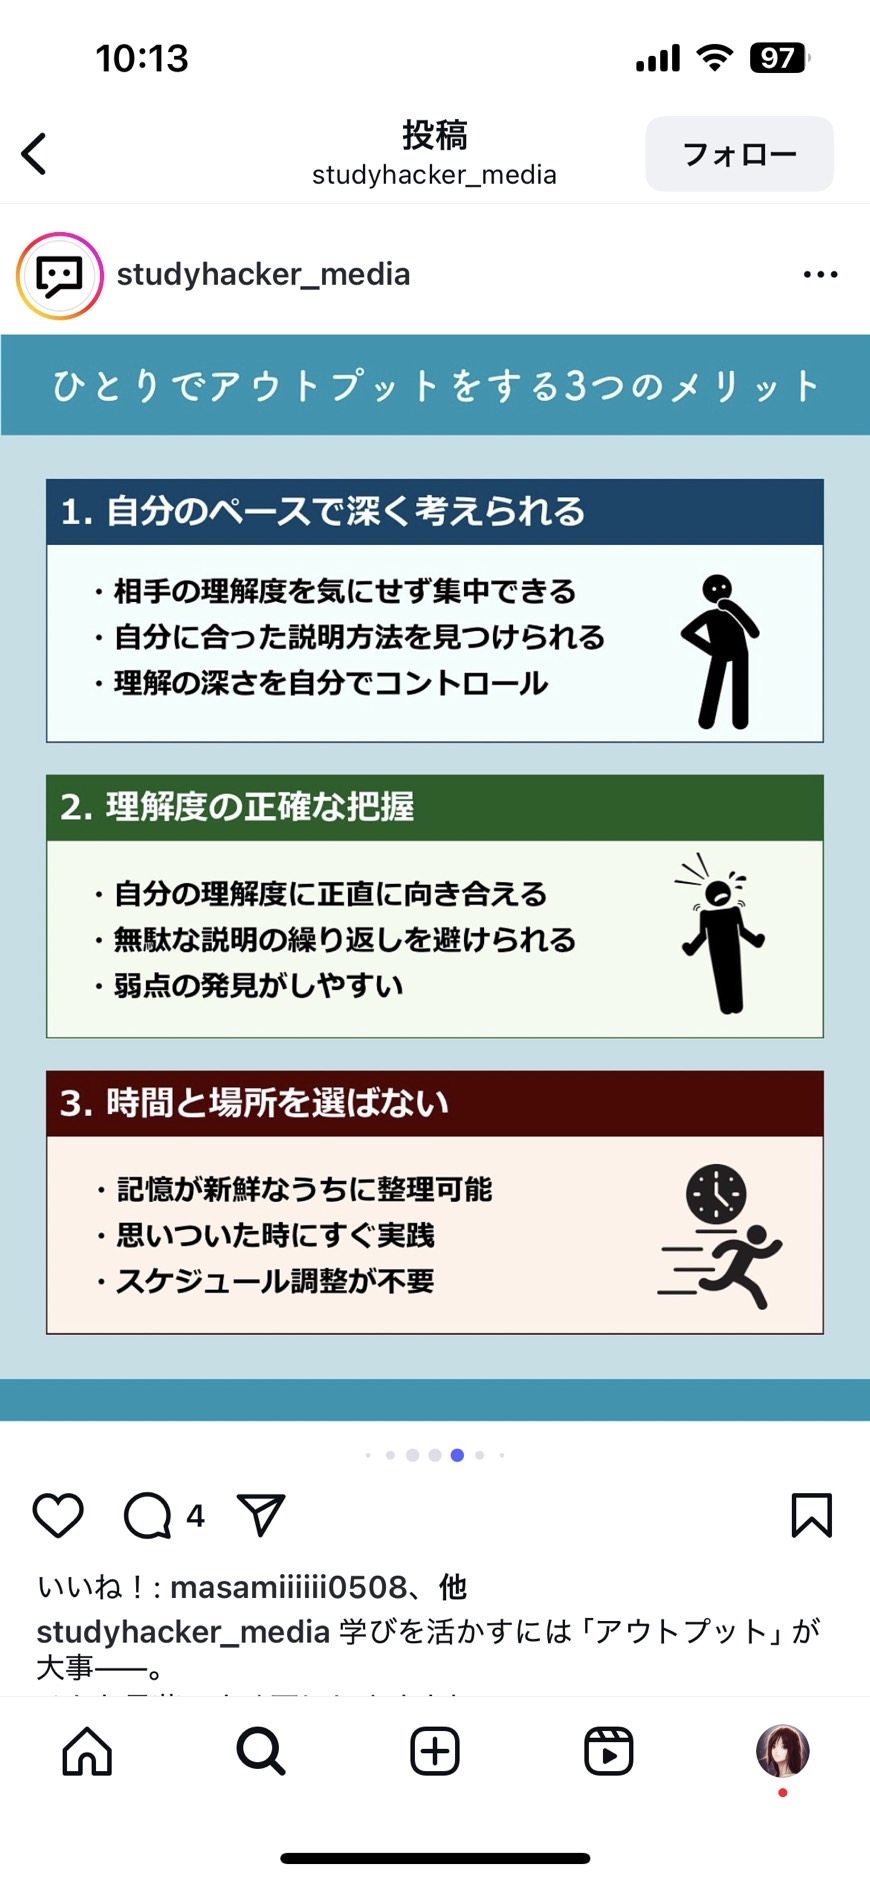 10:13
97
投稿
studyhacker_media
フォロー
studyhacker_media
ひとりでアウトプットをする3つのメリット
1. 自分のペースで深く考えられる
・相手の理解度を気にせず集中できる
・自分に合った説明方法を見つけられる
・理解の深さを自分でコントロール
2. 理解度の正確な把握
・自分の理解度に正直に向き合える
・無駄な説明の繰り返しを避けられる
・弱点の発見がしやすい
3. 時間と場所を選ばない
・記憶が新鮮なうちに整理可能
・思いついた時にすぐ実践
・スケジュール調整が不要
4
いいね！: masamiiiiiii0508、他
studyhacker_media 学びを活かすには「アウトプット」が
大事——。